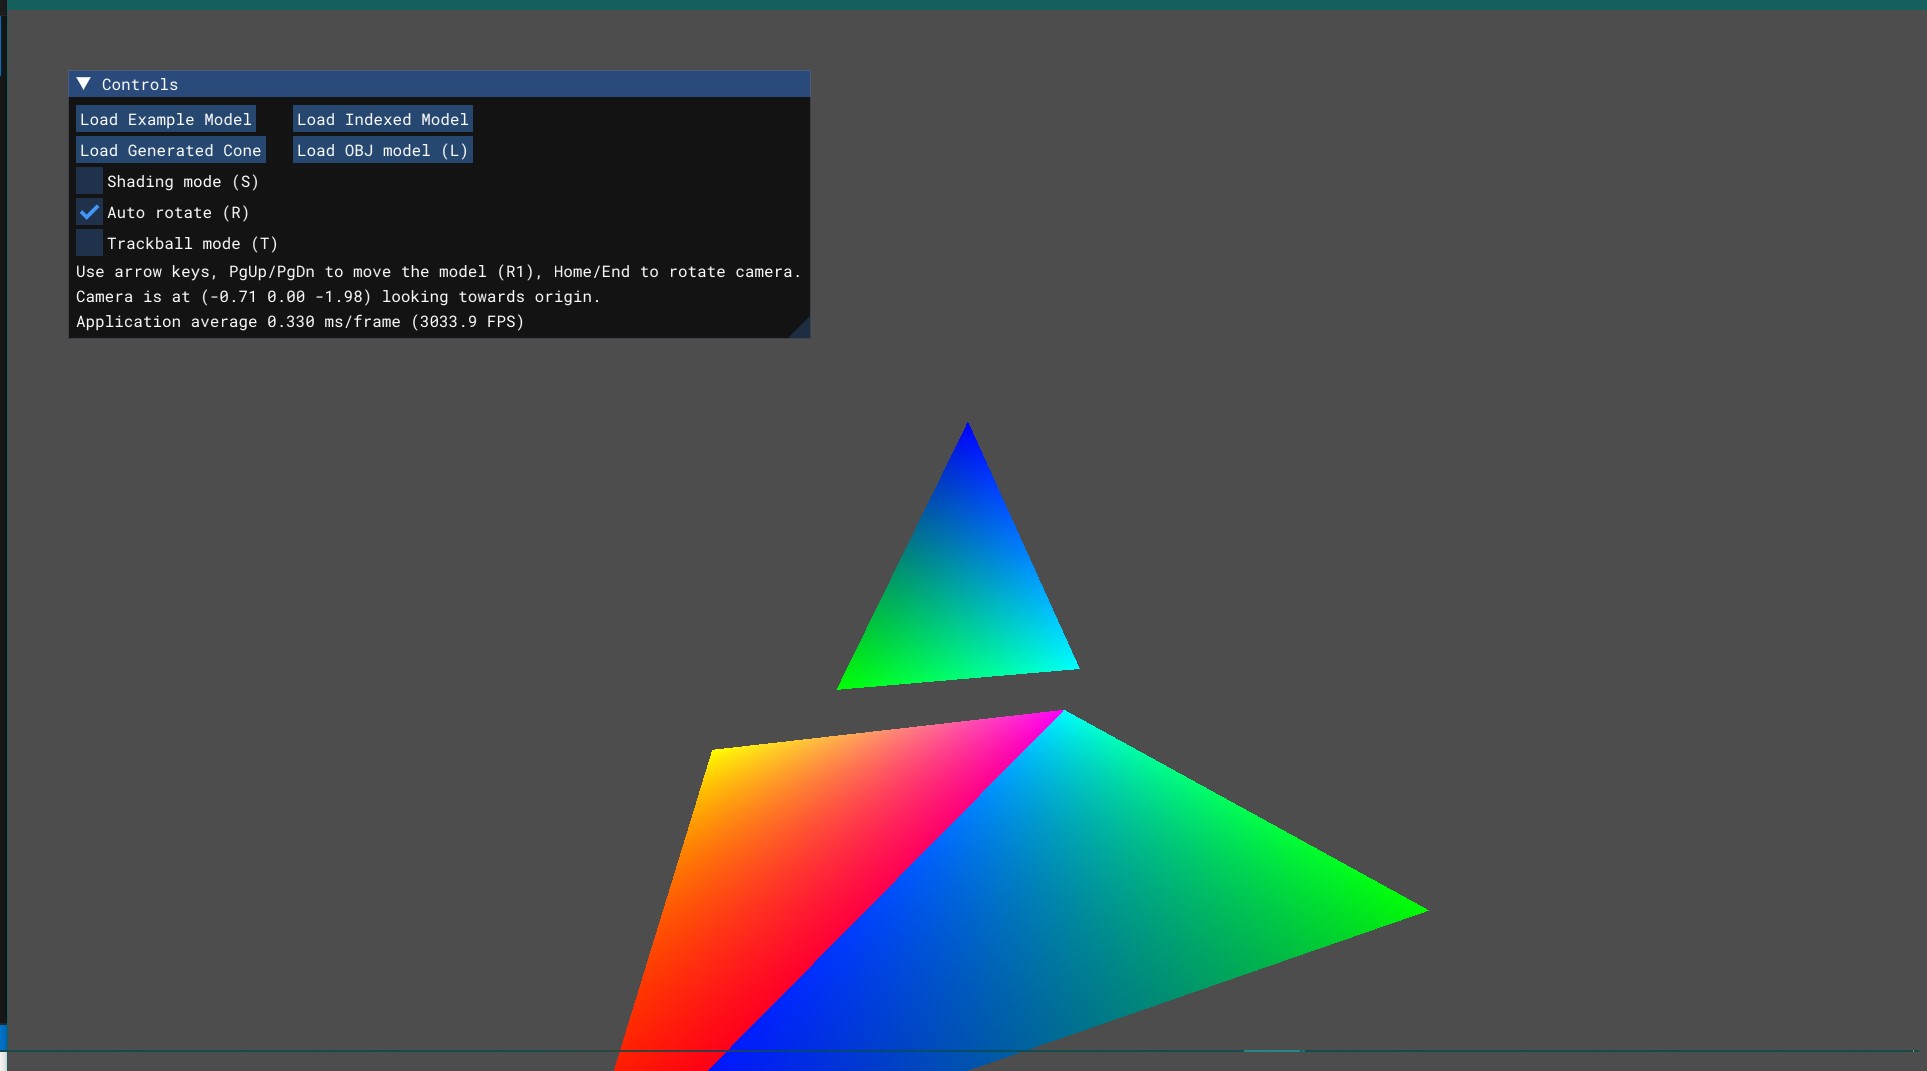 Controls
Load Example Model Load Indexed Model
Load Generated Cone Load OBJ model (L)
Shading mode (S)
Auto rotate (R)
Trackball mode (T)
Use arrow keys, PgUp/PgDn to move the model (R1), Home/End to rotate camera.
Camera is at (-0.71 0.00 -1.98) looking towards origin.
Application average 0.330 ms/frame (3033.9 FPS)